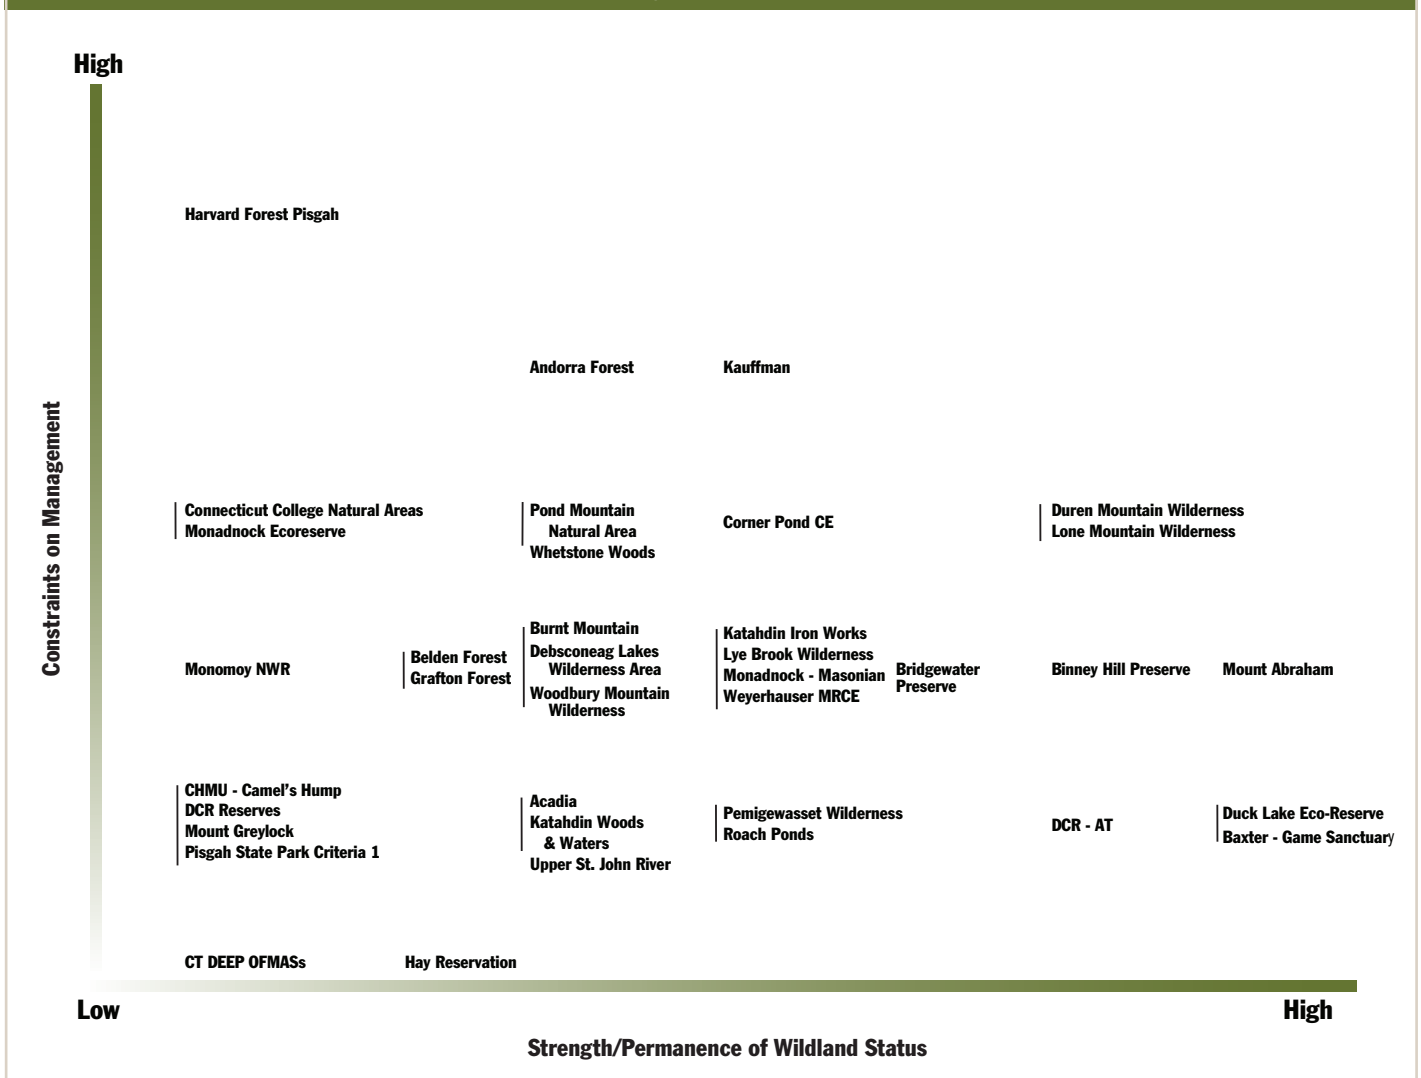 High
Harvard Forest Pisgah
Andorra Forest
Kauffman
Constraints on Management
Connecticut College Natural Areas
Monadnock Ecoreserve
Pond Mountain
Natural Area
Whetstone Woods
Corner Pond CE
Duren Mountain Wilderness
Lone Mountain Wilderness
Monomoy NWR
Belden Forest
Grafton Forest
Burnt Mountain
Debsconeag Lakes
Wilderness Area
Woodbury Mountain
Wilderness
Katahdin Iron Works
Lye Brook Wilderness
Monadnock - Masonian
Weyerhauser MRCE
Bridgewater
Preserve
Binney Hill Preserve
Mount Abraham
CHMU - Camel's Hump
DCR Reserves
Mount Greylock
Pisgah State Park Criteria 1
Acadia
Katahdin Woods
& Waters
Upper St. John River
Pemigewasset Wilderness
Roach Ponds
DCR - AT
Duck Lake Eco-Reserve
Baxter - Game Sanctuary
CT DEEP OFMASs
Hay Reservation
Low
High
Strength/Permanence of Wildland Status